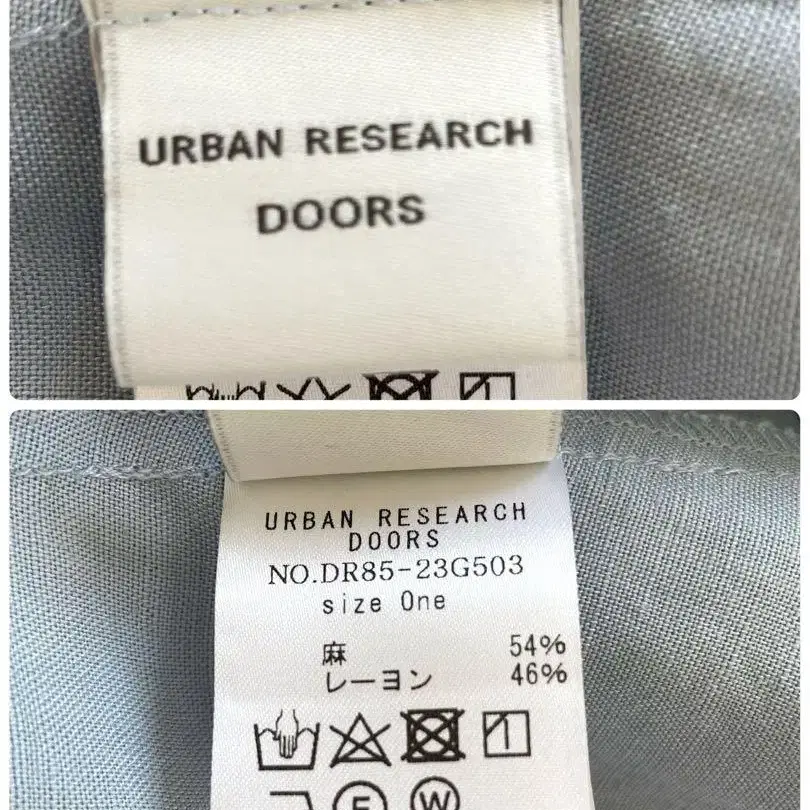 URBAN RESEARCH
DOORS
URBAN RESEARCH
DOORS
NO.DR85-23G503
size One
麻 54%
レーヨン 46%
F W